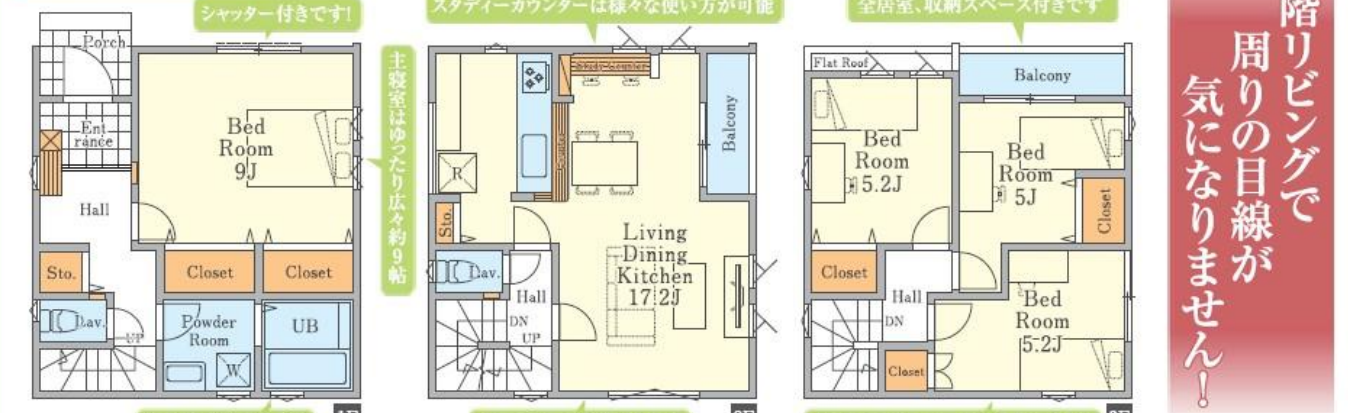 シャッター付きです!
スタディーカウンターは様々な使い方が可能
全居室、収納スペース付きです
階リビングで
周りの目線が
気になりません!
Porch
Ent
rance
Bed
Room
9J
Hall
Sto.
Closet
Closet
Lav.
UP
Powder
Room
W
UB
主寝室はゆったり広々約9帖
Study Counter
Counter
Balcony
R
Sto.
Living
Dining
Kitchen
17.2J
Lav.
Hall
DN
UP
Flat Roof
Balcony
Bed
Room
5.2J
Bed
Room
5J
Closet
Closet
Hall
DN
Bed
Room
5.2J
Closet